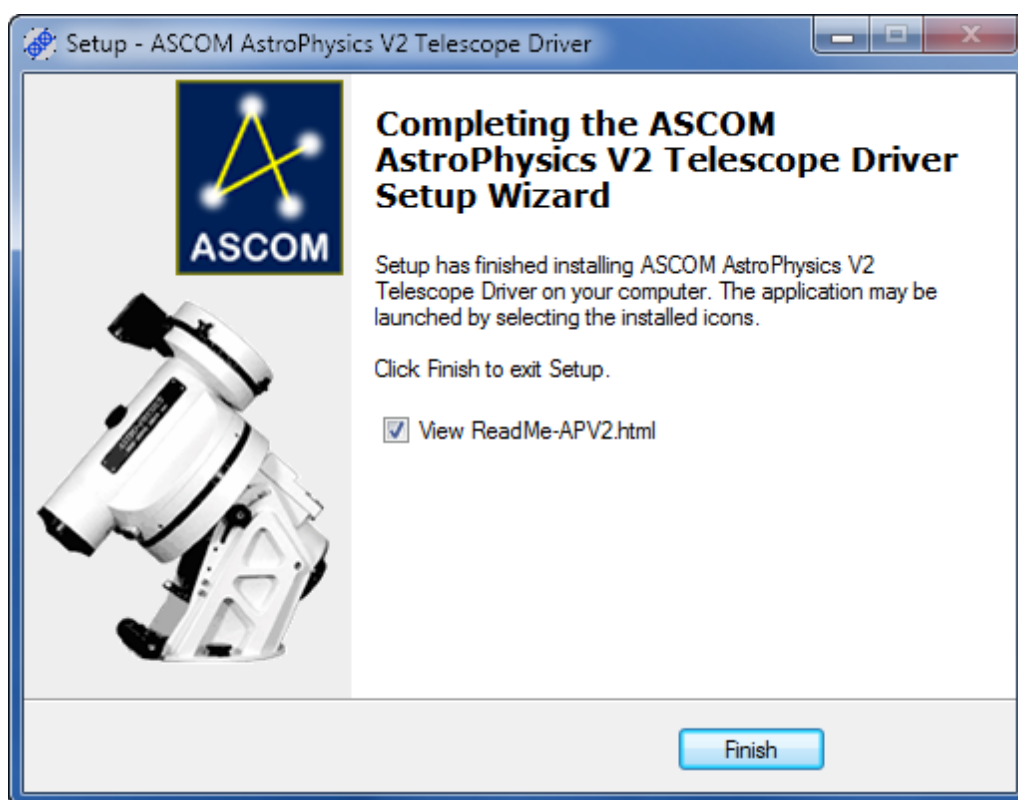 Setup - ASCOM AstroPhysics V2 Telescope Driver
ASCOM
Completing the ASCOM
AstroPhysics V2 Telescope Driver
Setup Wizard
Setup has finished installing ASCOM AstroPhysics V2
Telescope Driver on your computer. The application may be
launched by selecting the installed icons.
Click Finish to exit Setup.
View ReadMe-APV2.html
Finish